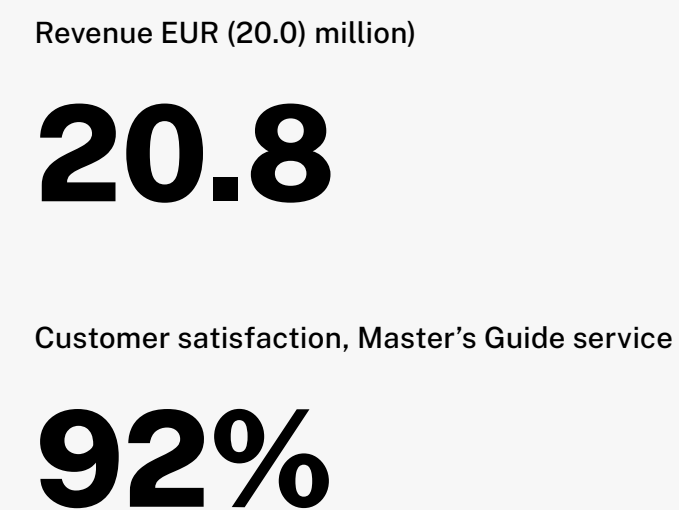 Revenue EUR (20.0) million)
20.8
Customer satisfaction, Master’s Guide service
92%